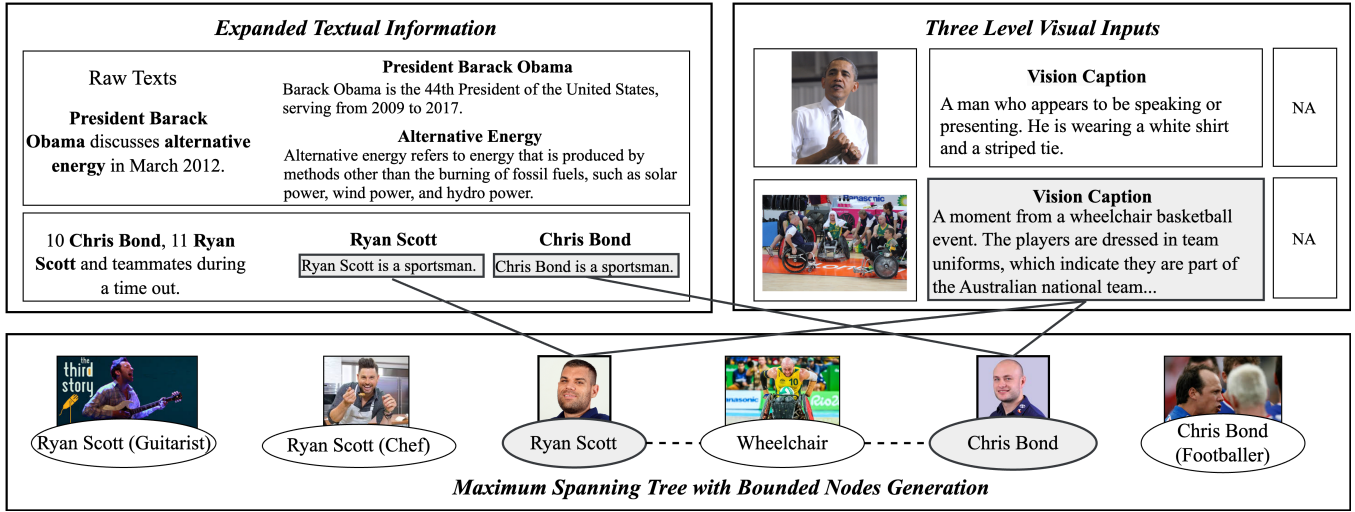 Expanded Textual Information
Raw Texts
President Barack
Obama discusses alternative
energy in March 2012.
President Barack Obama
Barack Obama is the 44th President of the United States,
serving from 2009 to 2017.
Alternative Energy
Alternative energy refers to energy that is produced by
methods other than the burning of fossil fuels, such as solar
power, wind power, and hydro power.
10 Chris Bond, 11 Ryan
Scott and teammates during
a time out.
Ryan Scott
Ryan Scott is a sportsman.
Chris Bond
Chris Bond is a sportsman.
Three Level Visual Inputs
Vision Caption
A man who appears to be speaking or
presenting. He is wearing a white shirt
and a striped tie.
NA
Panasonic
Vision Caption
A moment from a wheelchair basketball
event. The players are dressed in team
uniforms, which indicate they are part of
the Australian national team...
NA
the
third
story
Ryan Scott (Guitarist)
Ryan Scott (Chef)
Ryan Scott
10
anasonic
Rio20
Wheelchair
Chris Bond
Chris Bond
(Footballer)
Maximum Spanning Tree with Bounded Nodes Generation